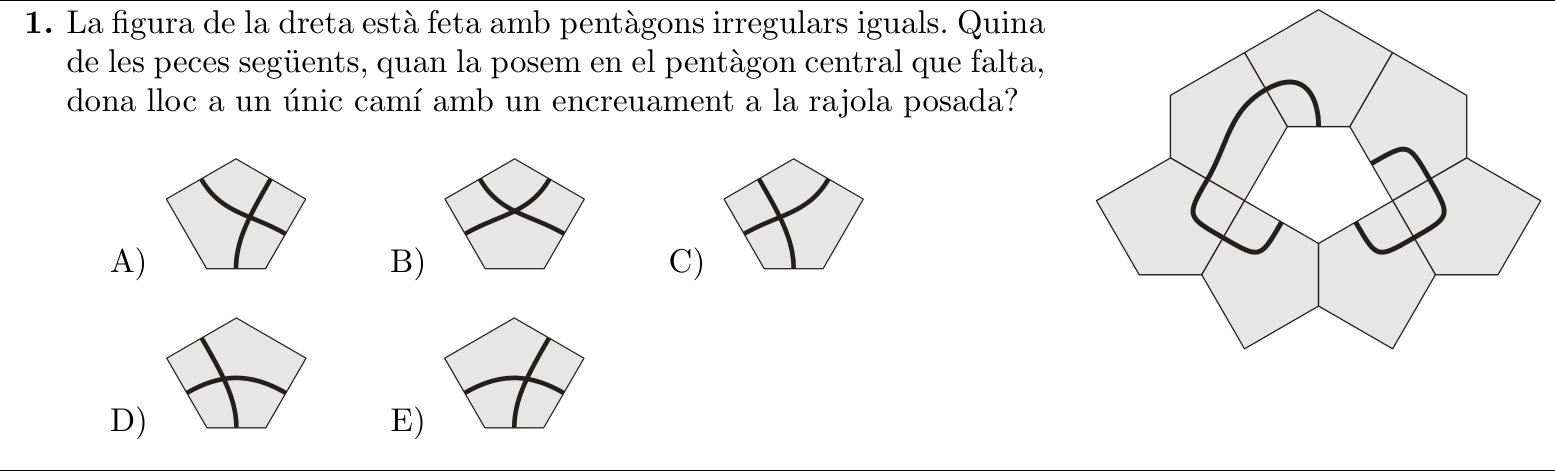 1. La figura de la dreta està feta amb pentàgons irregulars iguals. Quina
de les peces següents, quan la posem en el pentàgon central que falta,
dona lloc a un únic camí amb un encreuament a la rajola posada?
A) B) C)
D) E)